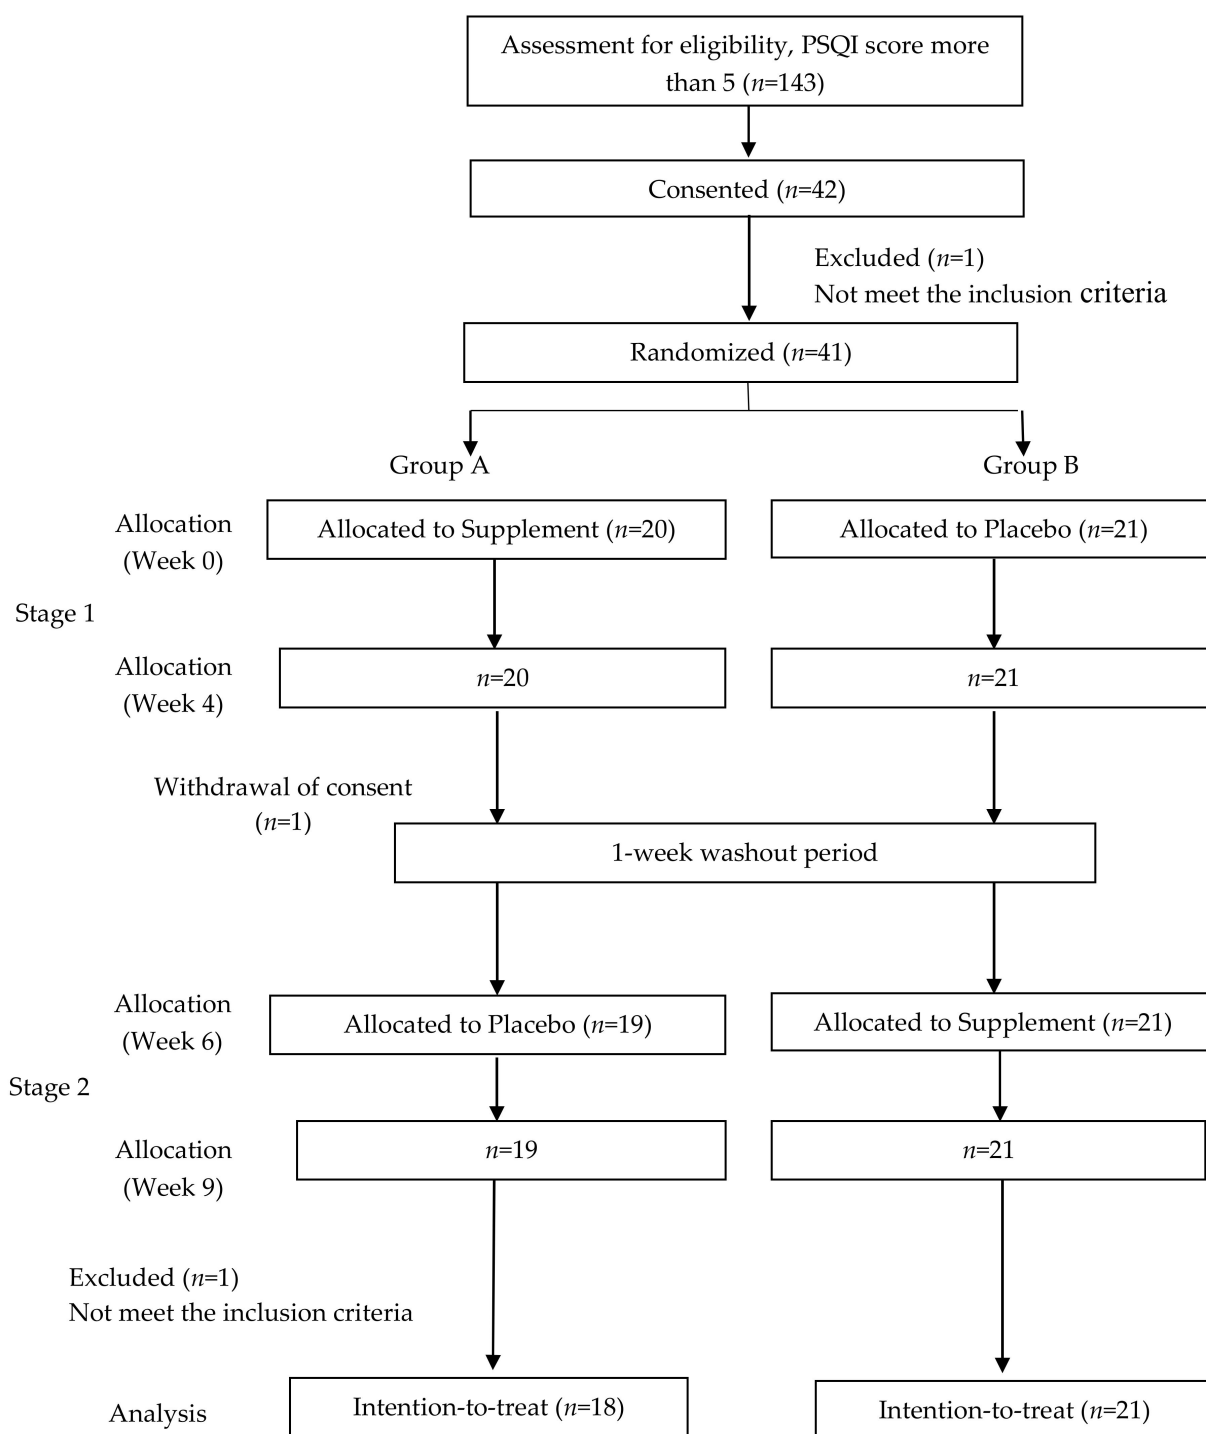 Assessment for eligibility, PSQI score more
than 5 (n=143)
Consented (n=42)
Excluded (n=1)
Not meet the inclusion criteria
Randomized (n=41)
Group A
Group B
Allocation
(Week 0)
Allocated to Supplement (n=20)
Allocated to Placebo (n=21)
Stage 1
Allocation
(Week 4)
n=20
n=21
Withdrawal of consent
(n=1)
1-week washout period
Allocation
(Week 6)
Allocated to Placebo (n=19)
Allocated to Supplement (n=21)
Stage 2
Allocation
(Week 9)
n=19
n=21
Excluded (n=1)
Not meet the inclusion criteria
Analysis
Intention-to-treat (n=18)
Intention-to-treat (n=21)